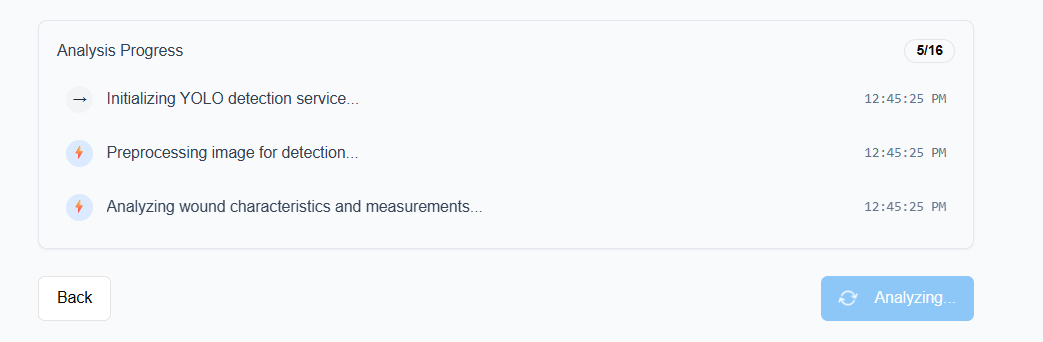 Analysis Progress
5/16
→ Initializing YOLO detection service... 12:45:25 PM
Preprocessing image for detection... 12:45:25 PM
Analyzing wound characteristics and measurements... 12:45:25 PM
Back
Analyzing...